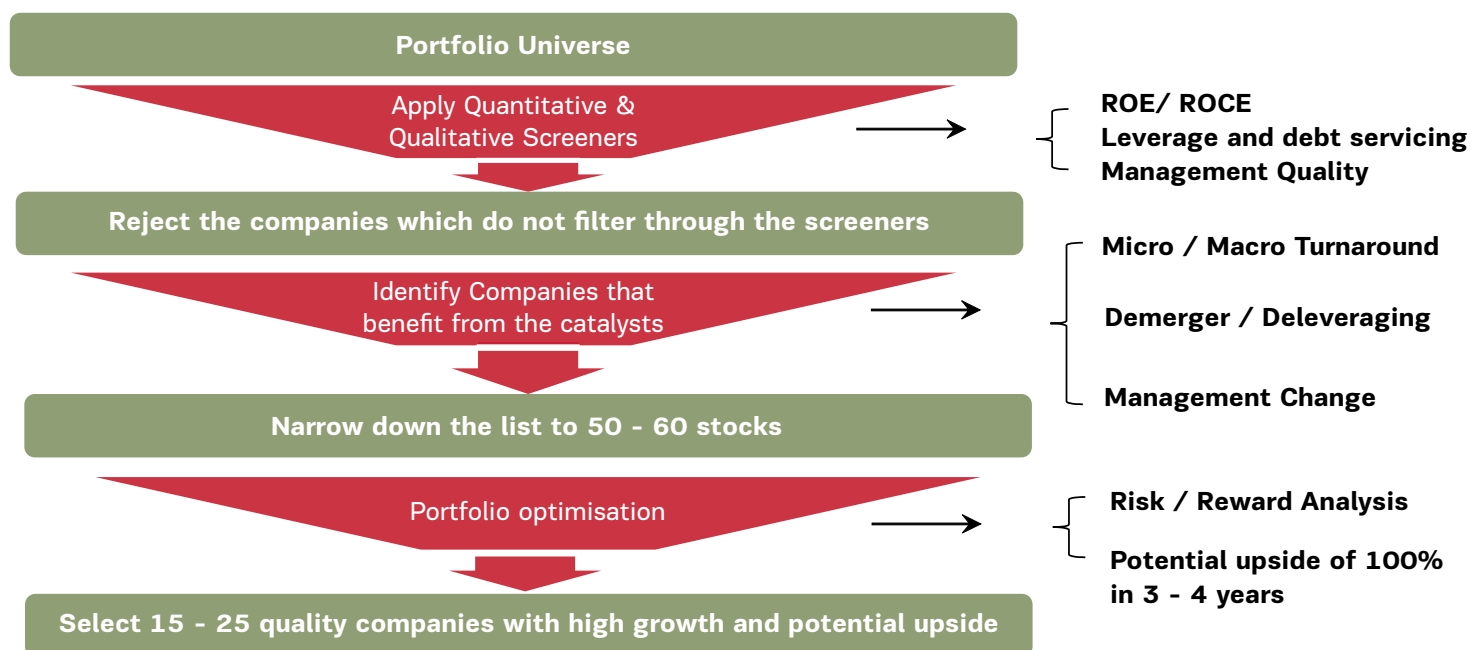 Portfolio Universe
Apply Quantitative &
Qualitative Screeners
ROE/ ROCE
Leverage and debt servicing
Management Quality
Reject the companies which do not filter through the screeners
Identify Companies that
benefit from the catalysts
Micro / Macro Turnaround
Demerger / Deleveraging
Management Change
Narrow down the list to 50 - 60 stocks
Portfolio optimisation
Risk / Reward Analysis
Potential upside of 100%
in 3 - 4 years
Select 15 - 25 quality companies with high growth and potential upside